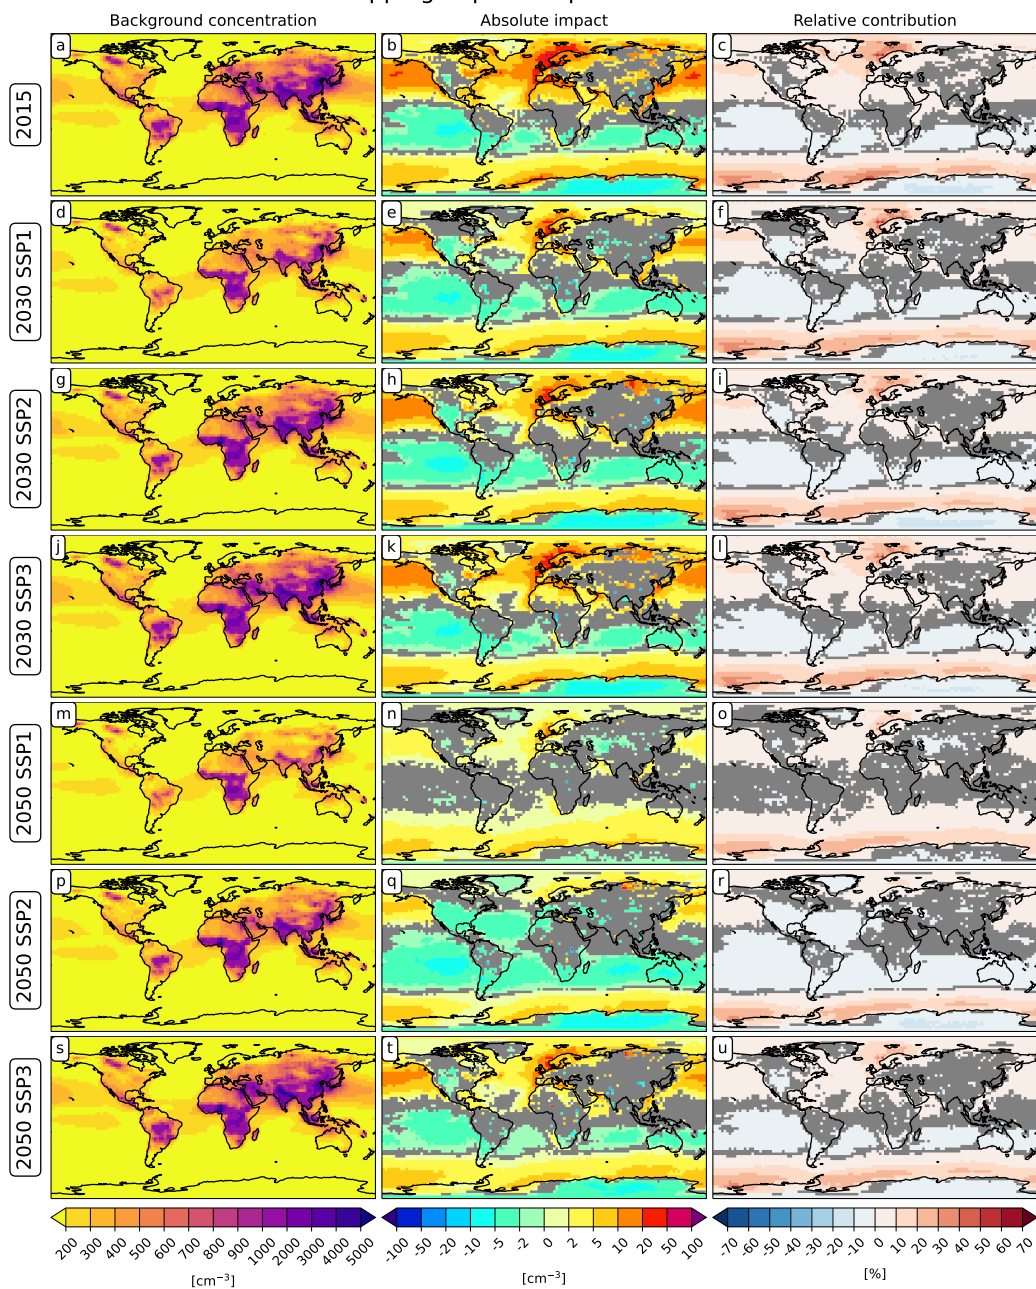 Background concentration
Absolute impact
Relative contribution
2015
a
b
c
2030 SSP1
d
e
f
2030 SSP2
g
h
i
2030 SSP3
j
k
l
2050 SSP1
m
n
o
2050 SSP2
p
q
r
2050 SSP3
s
t
u
200 300 400 500 600 700 800 900 1000 2000 3000 4000 5000
[cm⁻³]
-100 -50 -20 -10 -5 -2 0 2 5 10 20 50 100
[cm⁻³]
-70 -60 -50 -40 -30 -20 -10 0 10 20 30 40 50 60 70
[%]